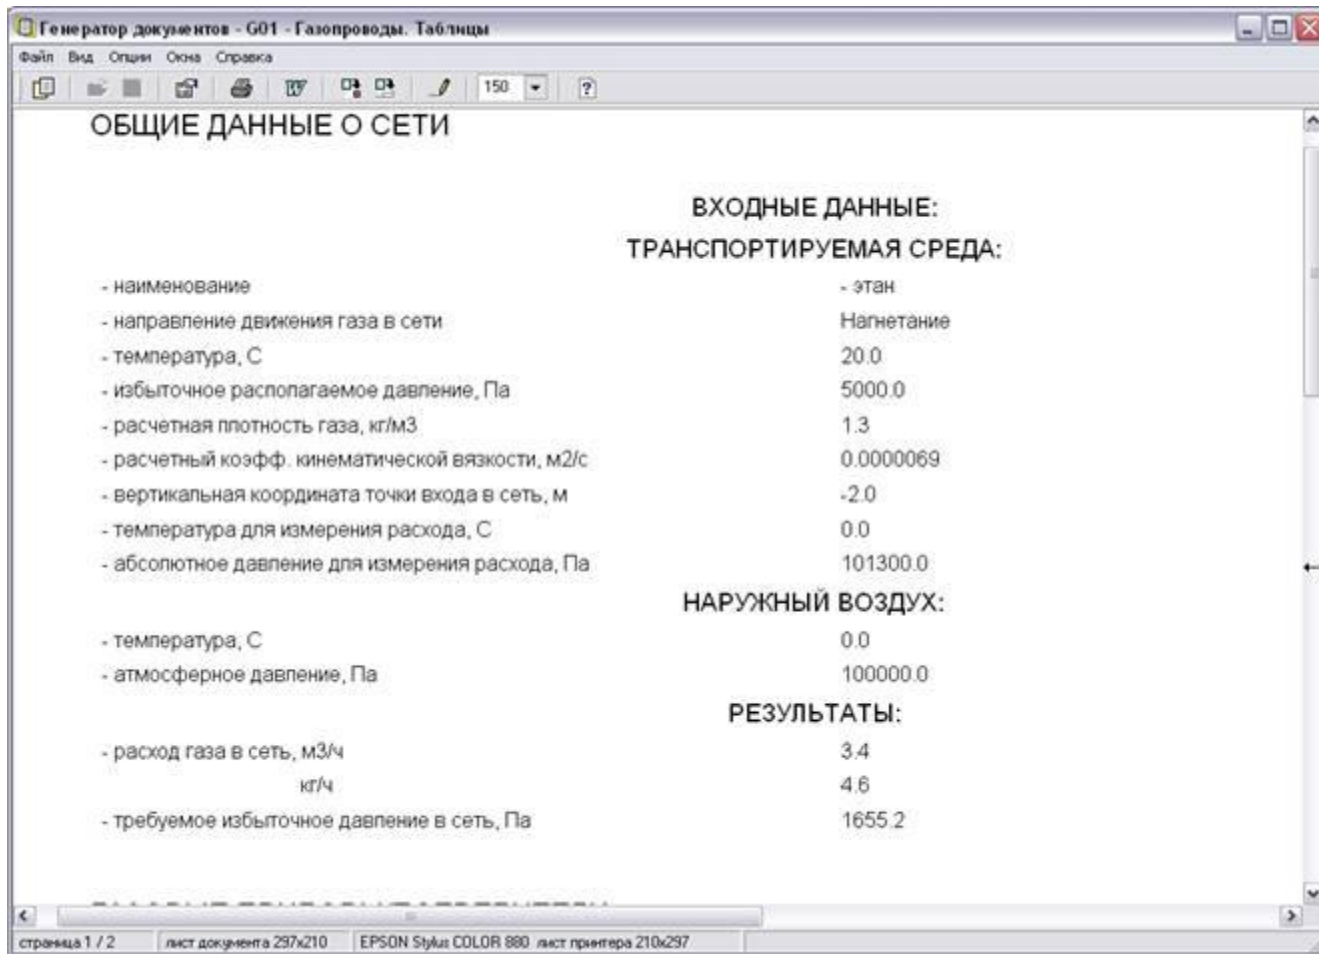 Генератор документов - G01 - Газопроводы. Таблицы
Файл Вид Опции Окна Справка
150
ОБЩИЕ ДАННЫЕ О СЕТИ
ВХОДНЫЕ ДАННЫЕ:
ТРАНСПОРТИРУЕМАЯ СРЕДА:
- наименование - этан
- направление движения газа в сети Нагнетание
- температура, С 20.0
- избыточное располагаемое давление, Па 5000.0
- расчетная плотность газа, кг/м3 1.3
- расчетный коэфф. кинематической вязкости, м2/с 0.0000069
- вертикальная координата точки входа в сеть, м -2.0
- температура для измерения расхода, С 0.0
- абсолютное давление для измерения расхода, Па 101300.0
НАРУЖНЫЙ ВОЗДУХ:
- температура, С 0.0
- атмосферное давление, Па 100000.0
РЕЗУЛЬТАТЫ:
- расход газа в сеть, м3/ч 3.4
кг/ч 4.6
- требуемое избыточное давление в сеть, Па 1655.2
страница 1 / 2 лист документа 297x210 EPSON Stylus COLOR 880 лист принтера 210x297